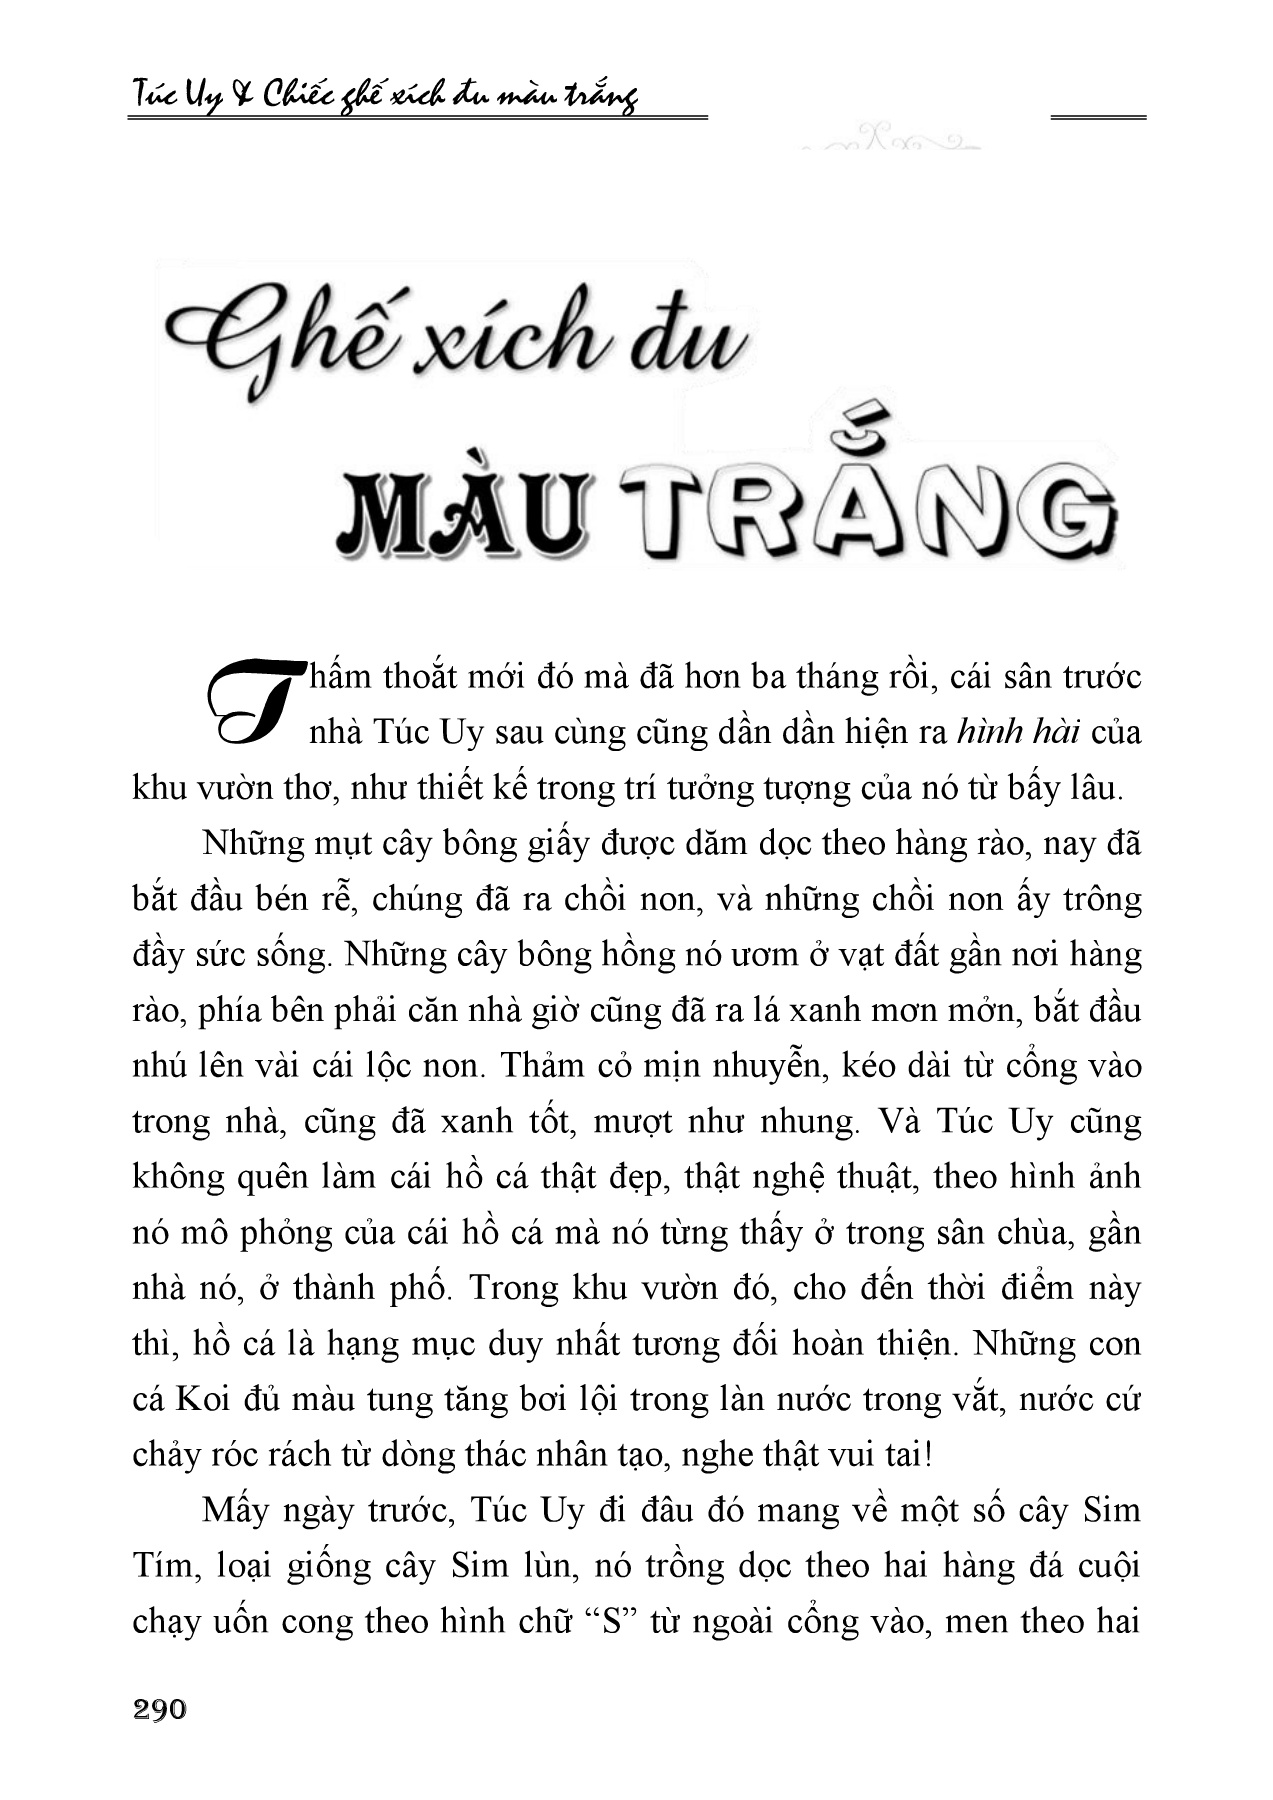 Túc Uy & Chiếc ghế xích đu màu trắng
Ghế xích đu
MÀU TRẮNG
Thấm thoắt mới đó mà đã hơn ba tháng rồi, cái sân trước
nhà Túc Uy sau cùng cũng dần dần hiện ra hình hài của
khu vườn thơ, như thiết kế trong trí tưởng tượng của nó từ bấy lâu.
Những mụt cây bông giấy được dăm dọc theo hàng rào, nay đã
bắt đầu bén rễ, chúng đã ra chồi non, và những chồi non ấy trông
đầy sức sống. Những cây bông hồng nó ươm ở vạt đất gần nơi hàng
rào, phía bên phải căn nhà giờ cũng đã ra lá xanh mơn mởn, bắt đầu
nhú lên vài cái lộc non. Thảm cỏ mịn nhuyễn, kéo dài từ cổng vào
trong nhà, cũng đã xanh tốt, mượt như nhung. Và Túc Uy cũng
không quên làm cái hồ cá thật đẹp, thật nghệ thuật, theo hình ảnh
nó mô phỏng của cái hồ cá mà nó từng thấy ở trong sân chùa, gần
nhà nó, ở thành phố. Trong khu vườn đó, cho đến thời điểm này
thì, hồ cá là hạng mục duy nhất tương đối hoàn thiện. Những con
cá Koi đủ màu tung tăng bơi lội trong làn nước trong vắt, nước cứ
chảy róc rách từ dòng thác nhân tạo, nghe thật vui tai!
Mấy ngày trước, Túc Uy đi đâu đó mang về một số cây Sim
Tím, loại giống cây Sim lùn, nó trồng dọc theo hai hàng đá cuội
chạy uốn cong theo hình chữ “S” từ ngoài cổng vào, men theo hai
290